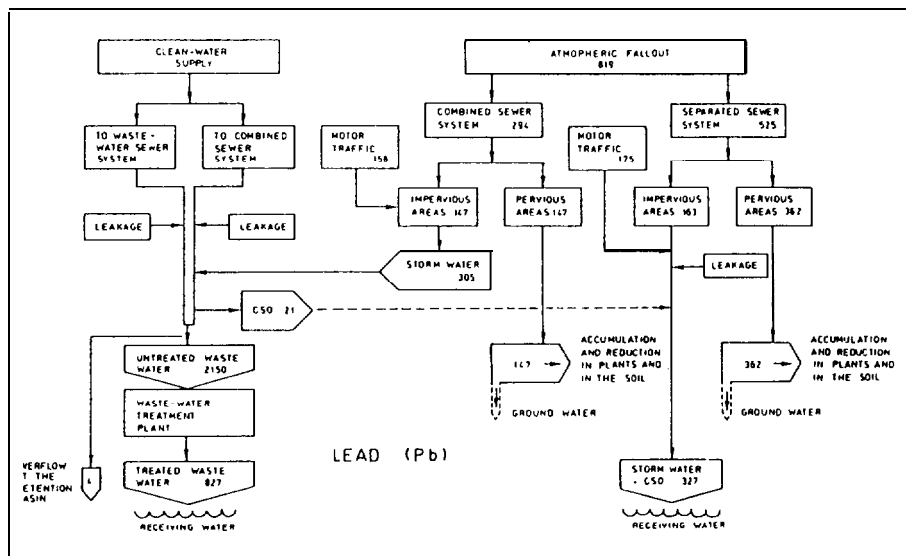 CLEAN-WATER
SUPPLY
ATMOPHERIC FALLOUT
819
TO WASTE-
WATER SEWER
SYSTEM
TO COMBINED
SEWER
SYSTEM
MOTOR
TRAFFIC
158
COMBINED SEWER
SYSTEM 294
MOTOR
TRAFFIC
175
SEPARATED SEWER
SYSTEM 525
IMPERVIOUS
AREAS 147
PERVIOUS
AREAS 147
IMPERVIOUS
AREAS 163
PERVIOUS
AREAS 362
LEAKAGE
LEAKAGE
STORM WATER
305
LEAKAGE
CSO 21
UNTREATED WASTE
WATER 2150
147
ACCUMULATION
AND REDUCTION
IN PLANTS AND
IN THE SOIL
362
ACCUMULATION
AND REDUCTION
IN PLANTS AND
IN THE SOIL
GROUND WATER
GROUND WATER
WASTE-WATER
TREATMENT
PLANT
LEAD (Pb)
VERFLOW
T THE
ETENTION
ASIN
TREATED WASTE
WATER 827
STORM WATER
+ CSO 327
RECEIVING WATER
RECEIVING WATER